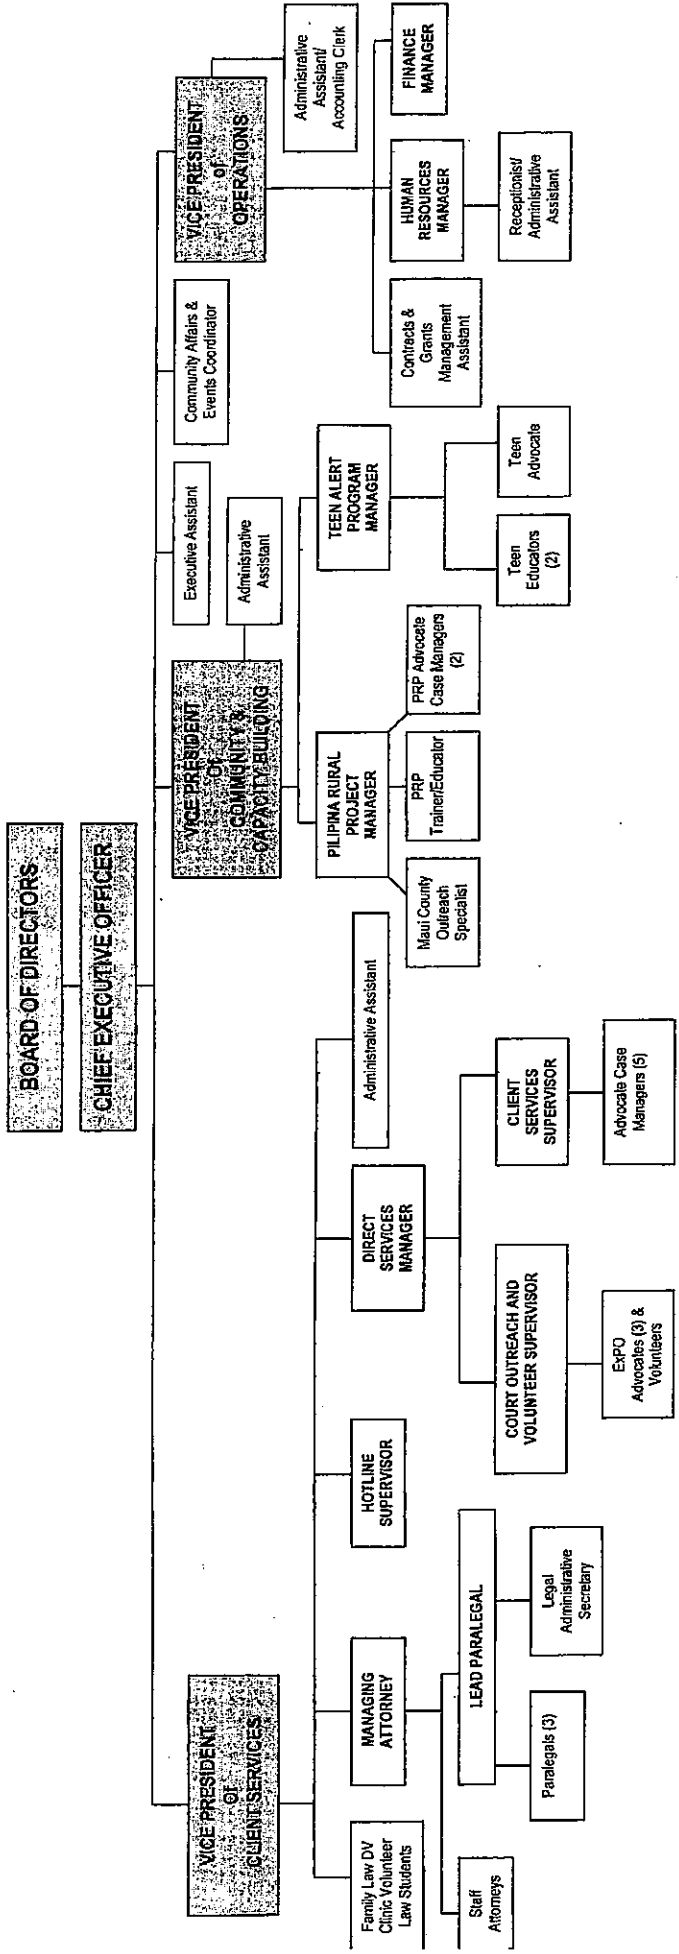 BOARD OF DIRECTORS
CHIEF EXECUTIVE OFFICER
VICE PRESIDENT
of
CLIENT SERVICES
VICE PRESIDENT
Of
COMMUNITY &
CAPACITY BUILDING
Executive Assistant
Community Affairs &
Events Coordinator
VICE PRESIDENT
of
OPERATIONS
Administrative
Assistant
Administrative
Assistant/
Accounting Clerk
Family Law DV
Clinic Volunteer
Law Students
MANAGING
ATTORNEY
HOTLINE
SUPERVISOR
DIRECT
SERVICES
MANAGER
Administrative Assistant
PILIPINA RURAL
PROJECT
MANAGER
TEEN ALERT
PROGRAM
MANAGER
Contracts &
Grants
Management
Assistant
HUMAN
RESOURCES
MANAGER
FINANCE
MANAGER
Maui County
Outreach
Specialist
PRP
Trainer/Educator
PRP Advocate
Case Managers
(2)
Staff
Attorneys
LEAD PARALEGAL
COURT OUTREACH AND
VOLUNTEER SUPERVISOR
CLIENT
SERVICES
SUPERVISOR
Teen
Educators
(2)
Teen
Advocate
Receptionist/
Administrative
Assistant
Paralegals (3)
Legal
Administrative
Secretary
ExPO
Advocates (3) &
Volunteers
Advocate Case
Managers (5)